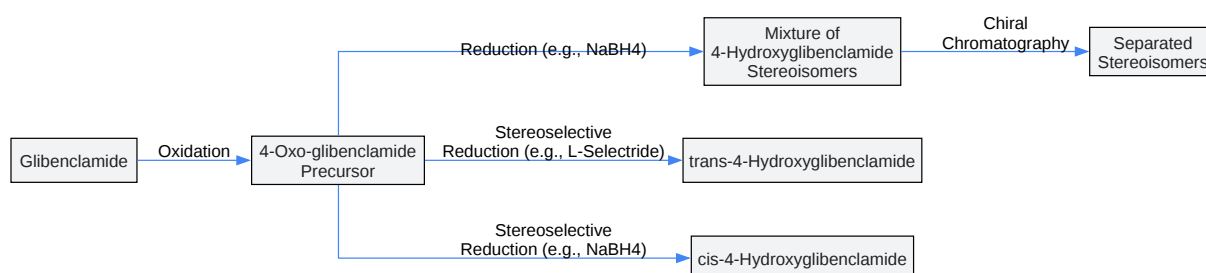 Reduction (e.g., NaBH4)
Mixture of
4-Hydroxyglibenclamide
Stereoisomers
Chiral
Chromatography
Separated
Stereoisomers
Glibenclamide
Oxidation
4-Oxo-glibenclamide
Precursor
Stereoselective
Reduction (e.g., L-Selectride)
trans-4-Hydroxyglibenclamide
Stereoselective
Reduction (e.g., NaBH4)
cis-4-Hydroxyglibenclamide